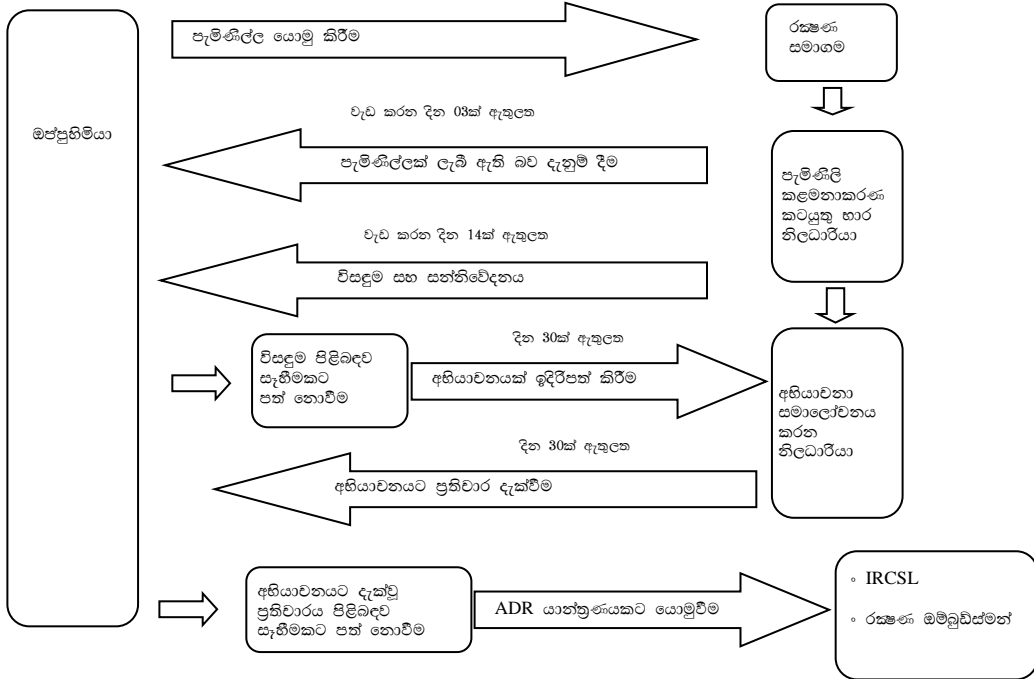 පැමිණිල්ල යොමු කිරීම
රක්ෂණ
සමාගම
ඔප්පුහිමියා
වැඩ කරන දින 03ක් ඇතුලත
පැමිණිල්ලක් ලැබී ඇති බව දැනුම් දීම
පැමිණිලි
කළමනාකරණ
කටයුතු භාර
නිලධාරියා
වැඩ කරන දින 14ක් ඇතුලත
විසඳුම සහ සන්නිවේදනය
දින 30ක් ඇතුලත
විසඳුම පිළිබඳව
සෑහීමකට
පත් නොවීම
අභියාචනයක් ඉදිරිපත් කිරීම
අභියාචනා
සමාලෝචනය
කරන
නිලධාරියා
දින 30ක් ඇතුලත
අභියාචනයට ප්‍රතිචාර දැක්වීම
අභියාචනයට දැක්වූ
ප්‍රතිචාරය පිළිබඳව
සෑහීමකට පත් නොවීම
ADR යාන්ත්‍රණයකට යොමුවීම
◦ IRCSL
◦ රක්ෂණ ඔම්බුඩ්ස්මන්